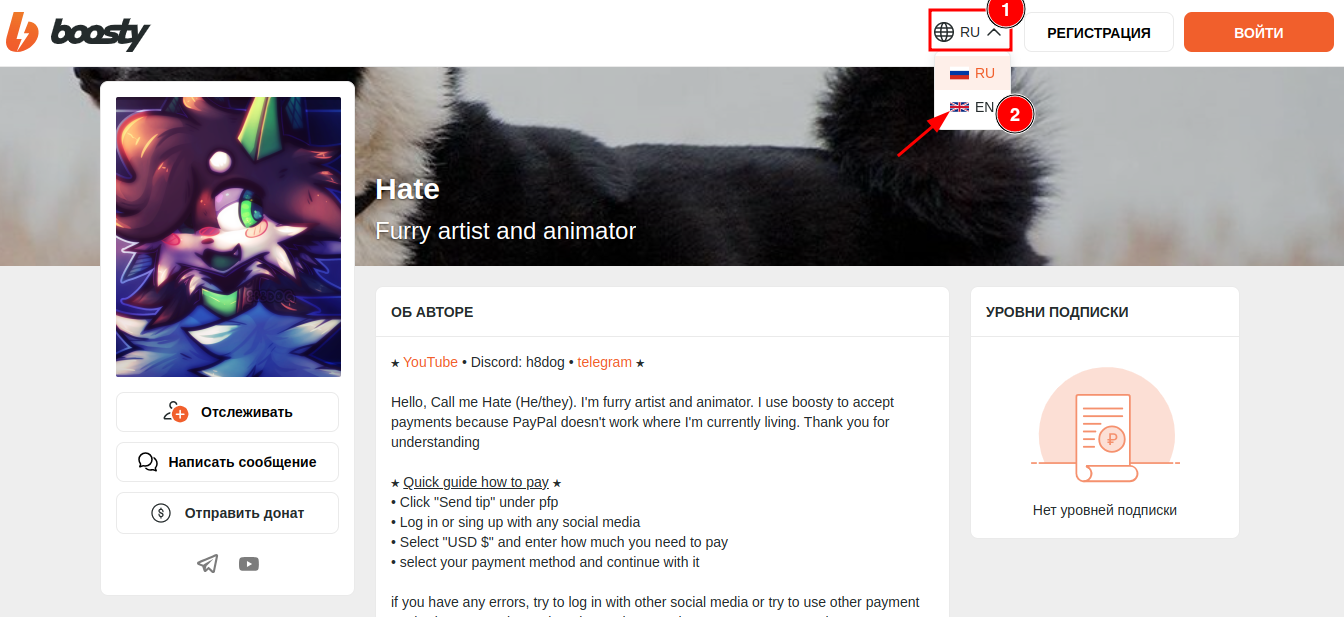 boosty
RU
1
РЕГИСТРАЦИЯ
ВОЙТИ
RU
EN
2
Hate
Furry artist and animator
Отслеживать
Написать сообщение
Отправить донат
ОБ АВТОРЕ
★ YouTube • Discord: h8dog • telegram ★
Hello, Call me Hate (He/they). I'm furry artist and animator. I use boosty to accept
payments because PayPal doesn't work where I'm currently living. Thank you for
understanding
★ Quick guide how to pay ★
• Click "Send tip" under pfp
• Log in or sing up with any social media
• Select "USD $" and enter how much you need to pay
• select your payment method and continue with it
if you have any errors, try to log in with other social media or try to use other payment
УРОВНИ ПОДПИСКИ
₽
Нет уровней подписки